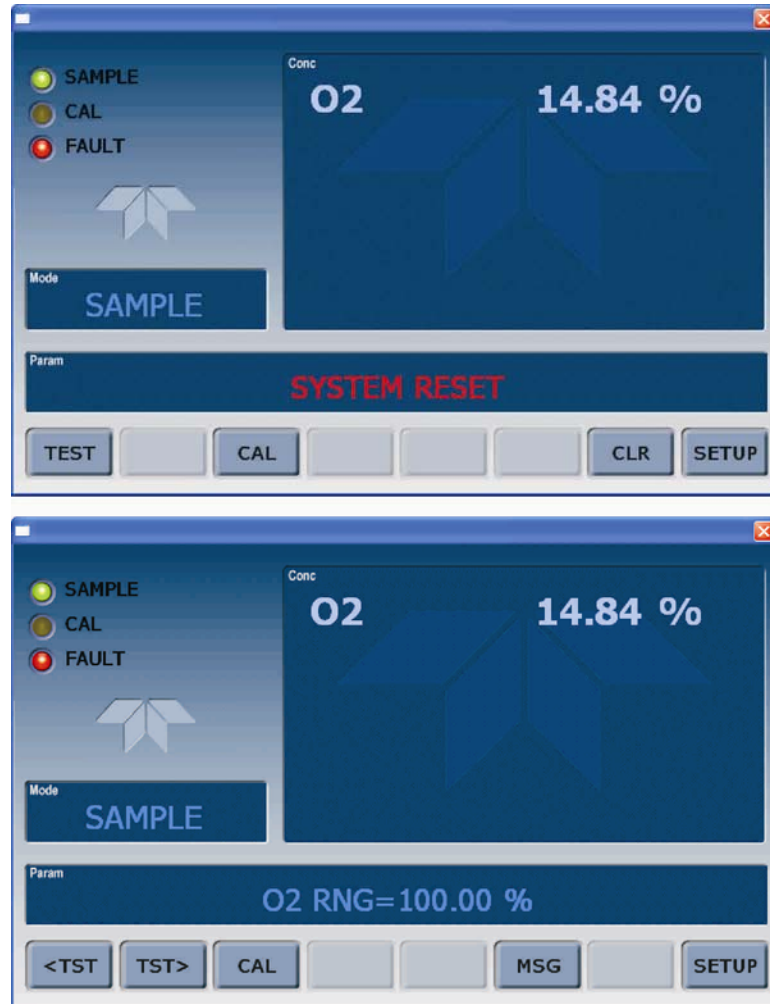 SAMPLE
CAL
FAULT
Conc
O2 14.84 %
Mode
SAMPLE
Param
SYSTEM RESET
TEST CAL CLR SETUP
SAMPLE
CAL
FAULT
Conc
O2 14.84 %
Mode
SAMPLE
Param
O2 RNG=100.00 %
<TST TST> CAL MSG SETUP